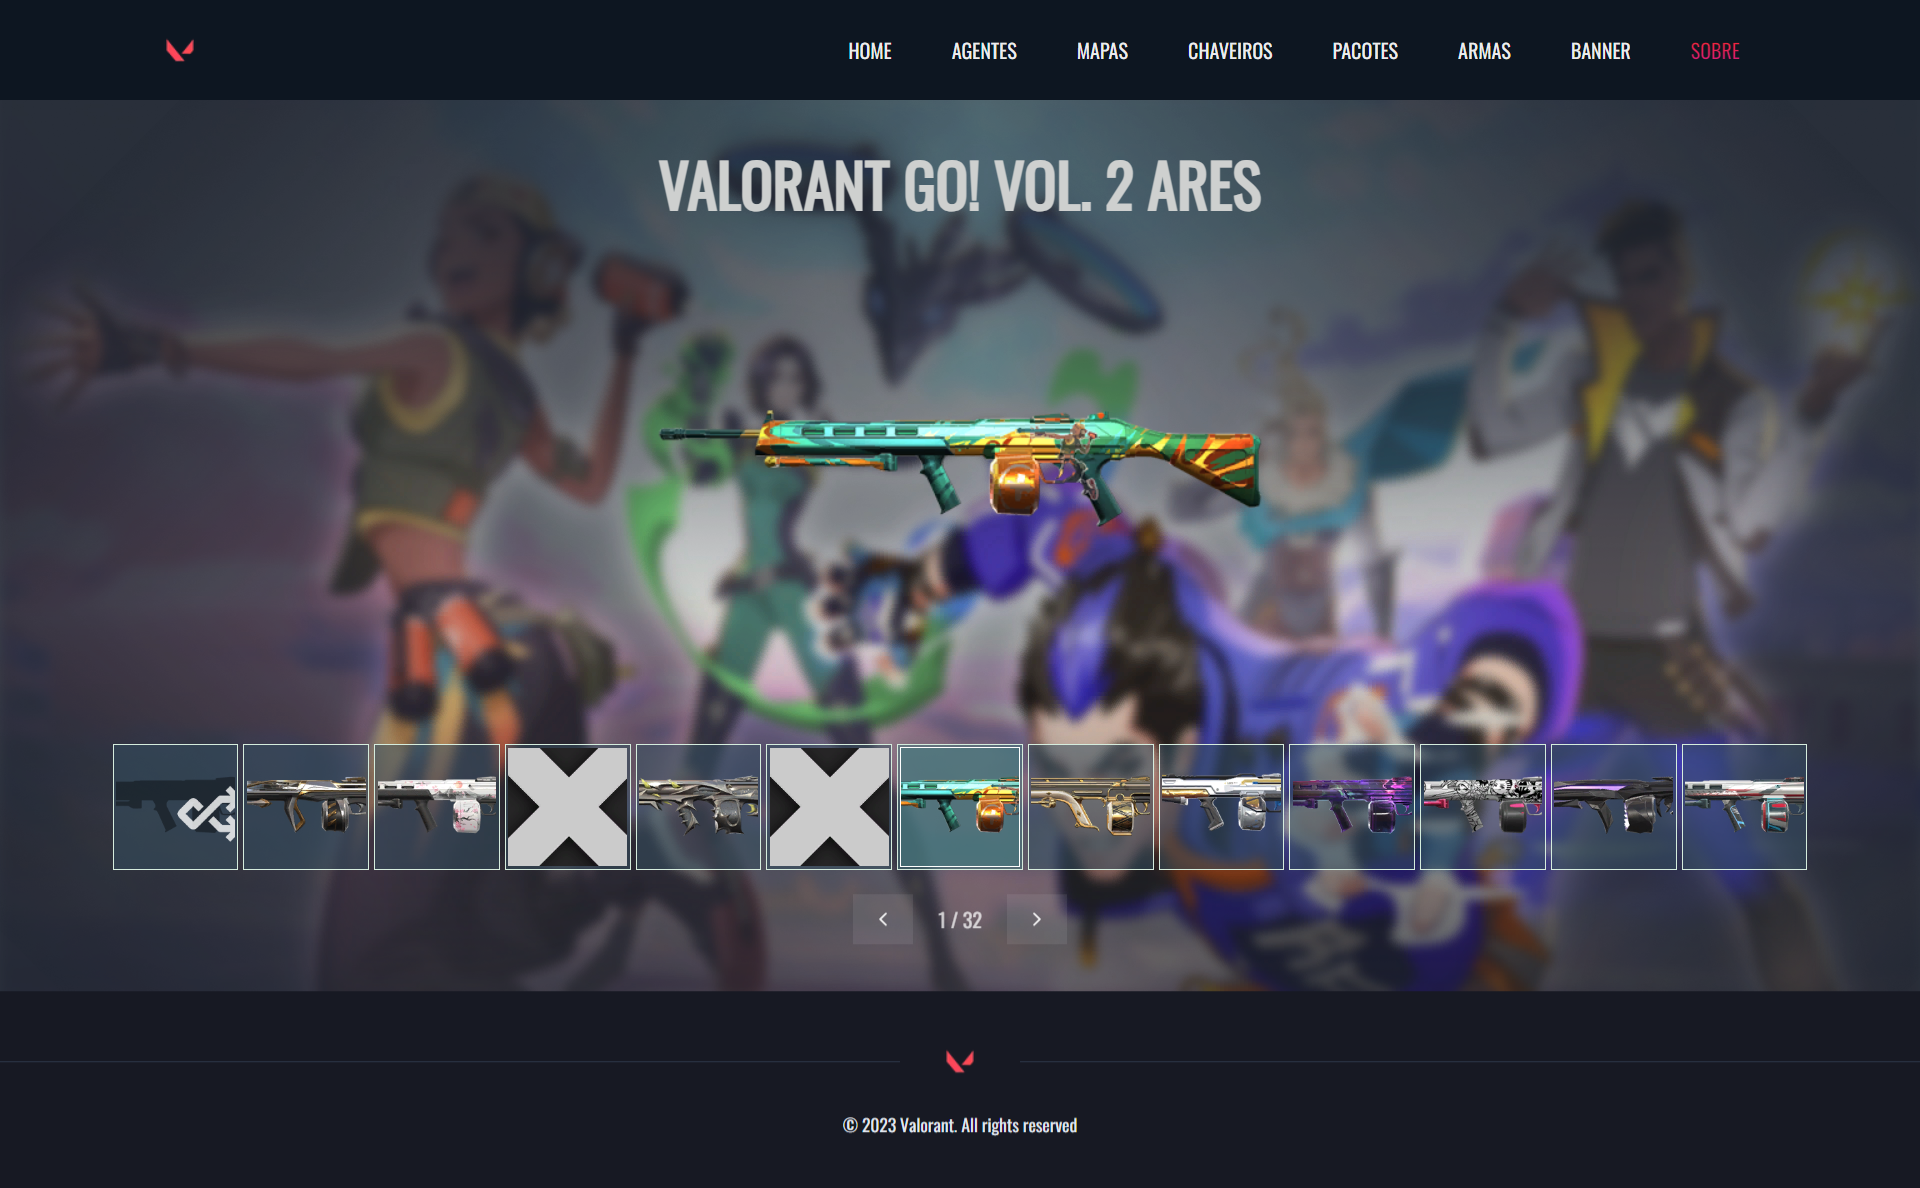 HOME AGENTES MAPAS CHAVEIROS PACOTES ARMAS BANNER SOBRE
VALORANT GO! VOL. 2 ARES
1 / 32
© 2023 Valorant. All rights reserved